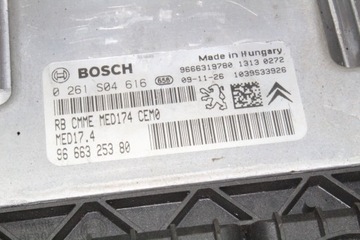 BOSCH
Made in Hungary
9666319780 1313 0272
0 261 S04 616 658 09-11-26 1039S33926
RB CMME MED174 CEM0
MED17.4
96 663 253 80